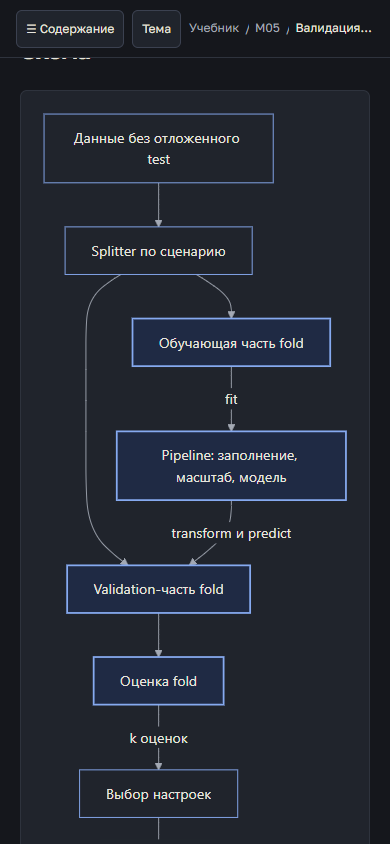 ☰ Содержание
Тема
Учебник / M05 / Валидация...
Данные без отложенного
test
Splitter по сценарию
Обучающая часть fold
fit
Pipeline: заполнение,
масштаб, модель
transform и predict
Validation-часть fold
Оценка fold
k оценок
Выбор настроек